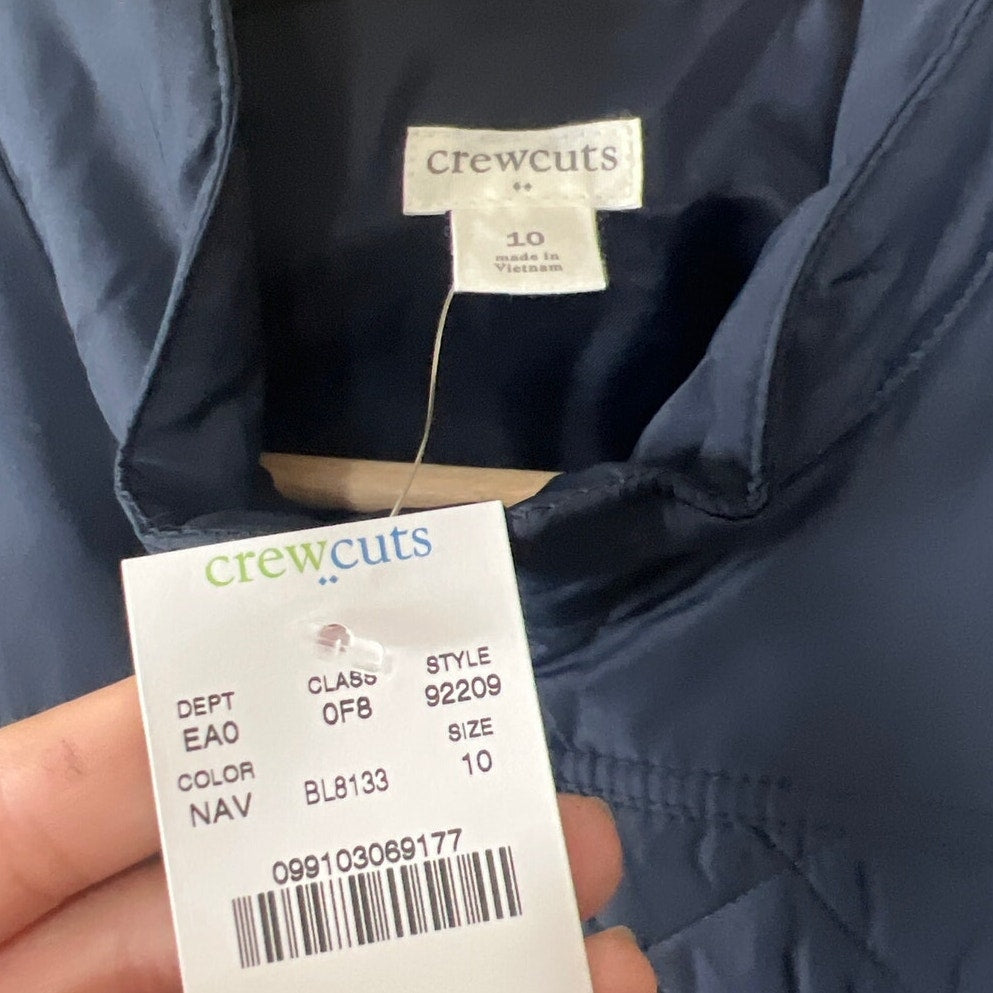 crewcuts
10
made in
Vietnam
crewcuts
DEPT CLASS STYLE
EA0 0F8 92209
COLOR SIZE
NAV BL8133 10
099103069177